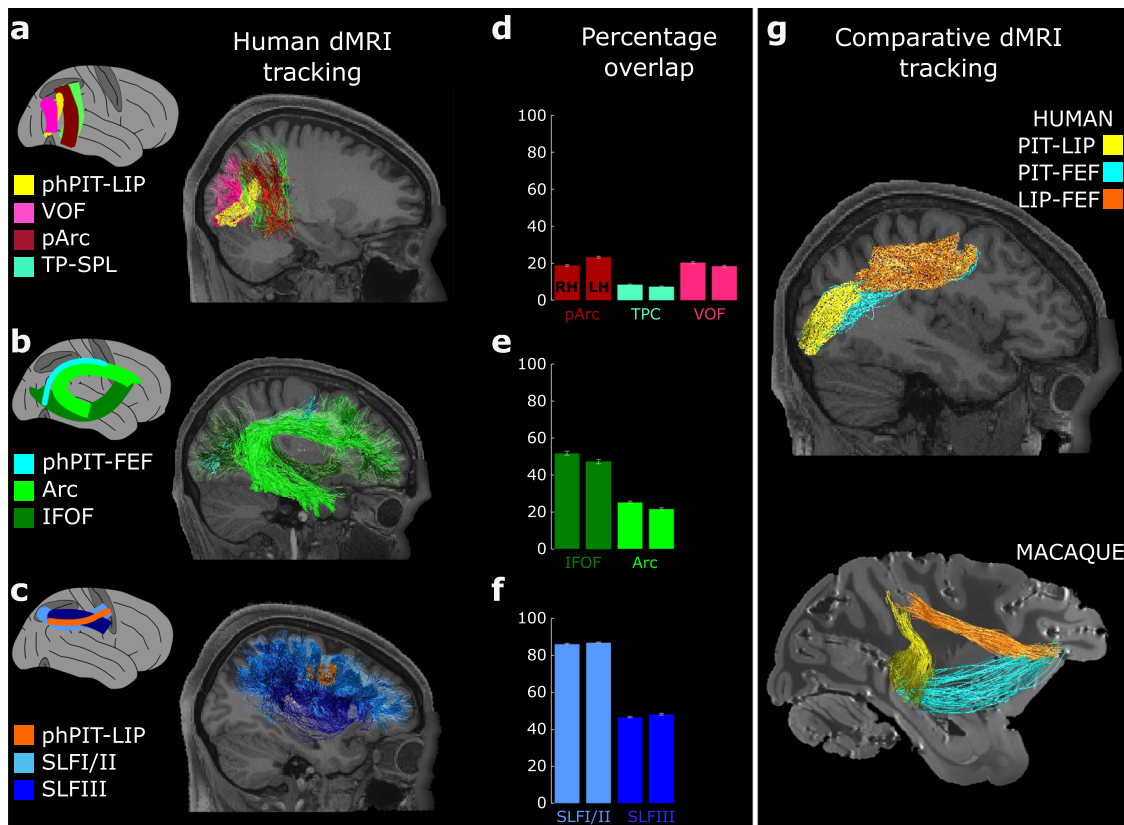 a
Human dMRI
tracking
phPIT-LIP
VOF
pArc
TP-SPL
b
phPIT-FEF
Arc
IFOF
c
phPIT-LIP
SLFI/II
SLFIII
d
Percentage
overlap
100
80
60
40
20
0
RH LH
pArc TPC VOF
e
100
80
60
40
20
0
IFOF Arc
f
100
80
60
40
20
0
SLFI/II SLFIII
g
Comparative dMRI
tracking
HUMAN
PIT-LIP
PIT-FEF
LIP-FEF
MACAQUE